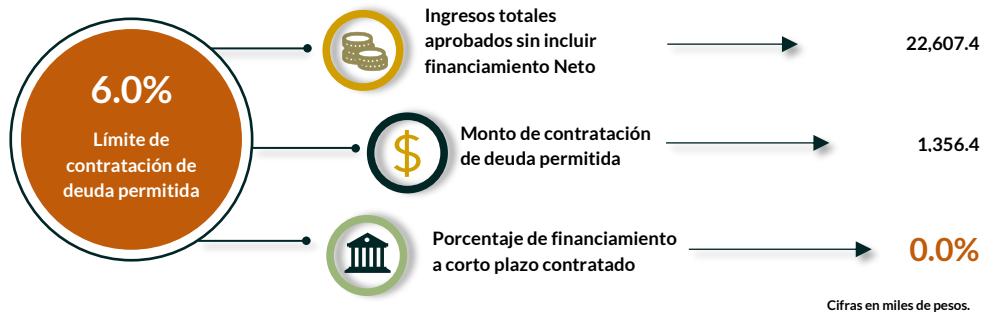 6.0%
Límite de
contratación de
deuda permitida
Ingresos totales
aprobados sin incluir
financiamiento Neto
22,607.4
$
Monto de contratación
de deuda permitida
1,356.4
Porcentaje de financiamiento
a corto plazo contratado
0.0%
Cifras en miles de pesos.